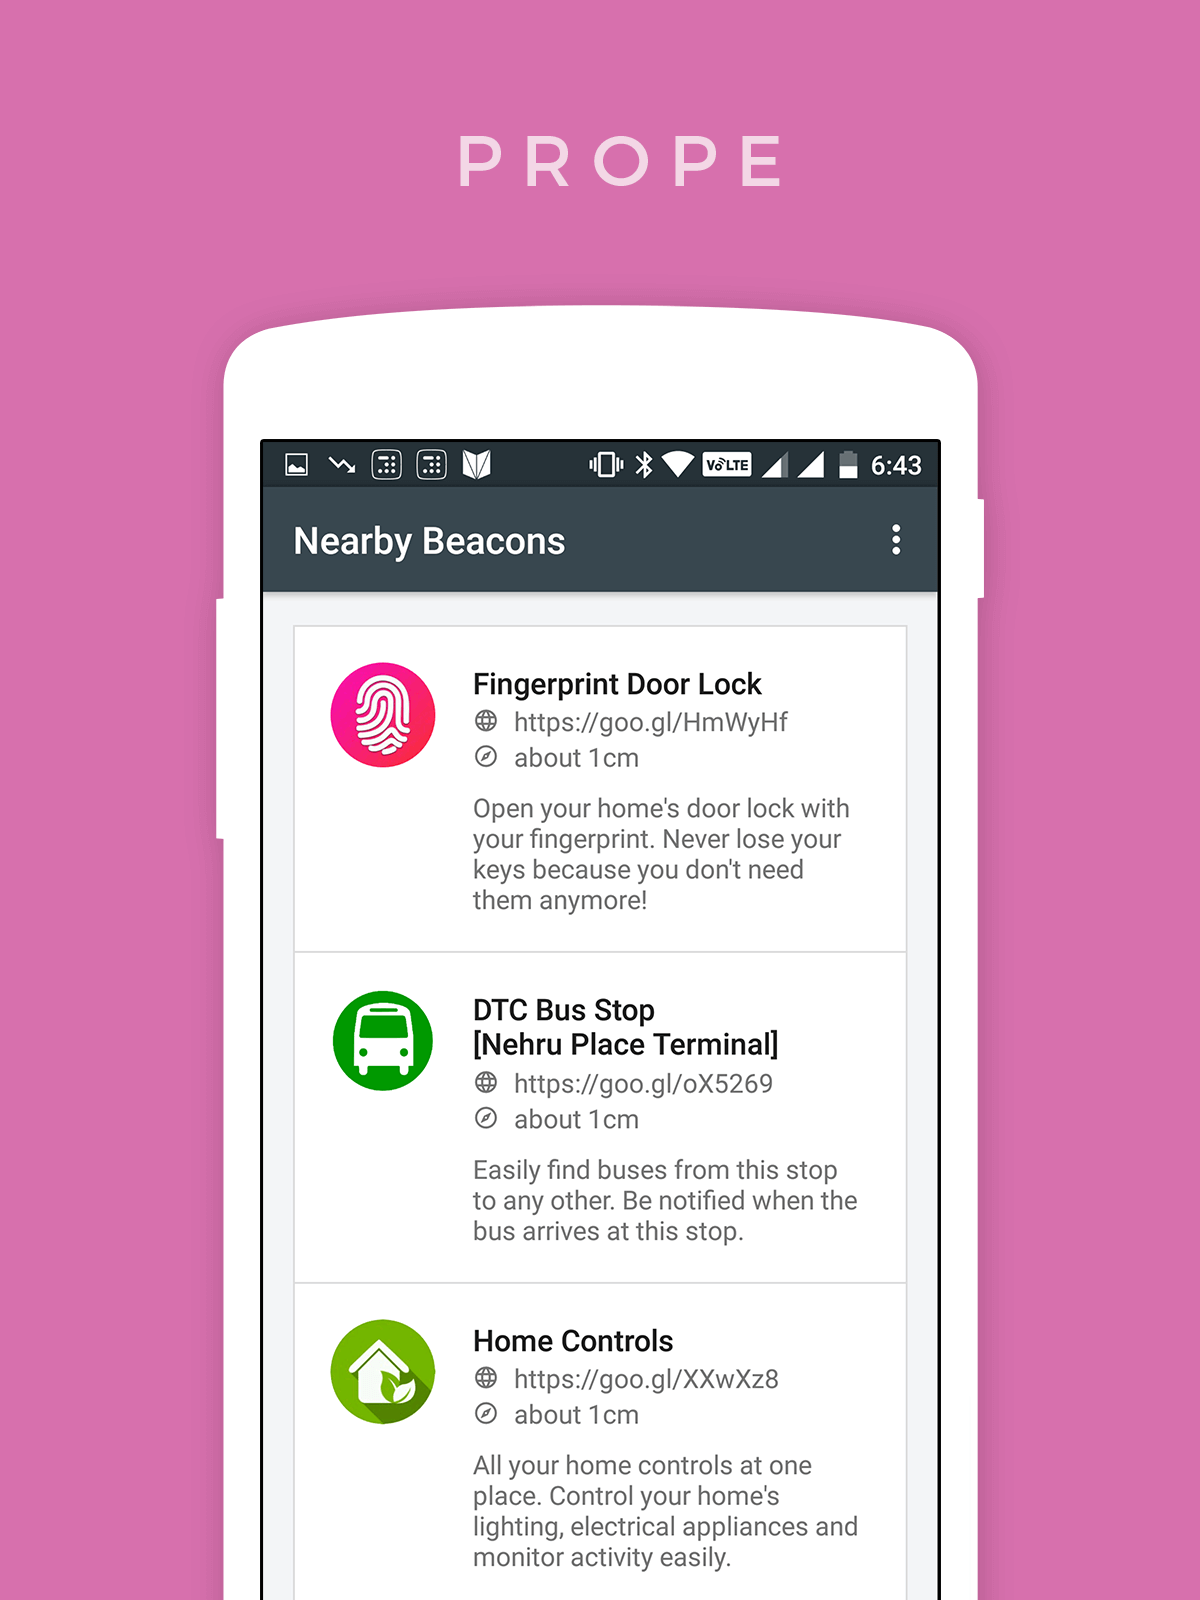 PROPE
VoLTE 6:43
Nearby Beacons
Fingerprint Door Lock
https://goo.gl/HmWyHf
about 1cm
Open your home's door lock with
your fingerprint. Never lose your
keys because you don't need
them anymore!
DTC Bus Stop
[Nehru Place Terminal]
https://goo.gl/oX5269
about 1cm
Easily find buses from this stop
to any other. Be notified when the
bus arrives at this stop.
Home Controls
https://goo.gl/XXwXz8
about 1cm
All your home controls at one
place. Control your home's
lighting, electrical appliances and
monitor activity easily.